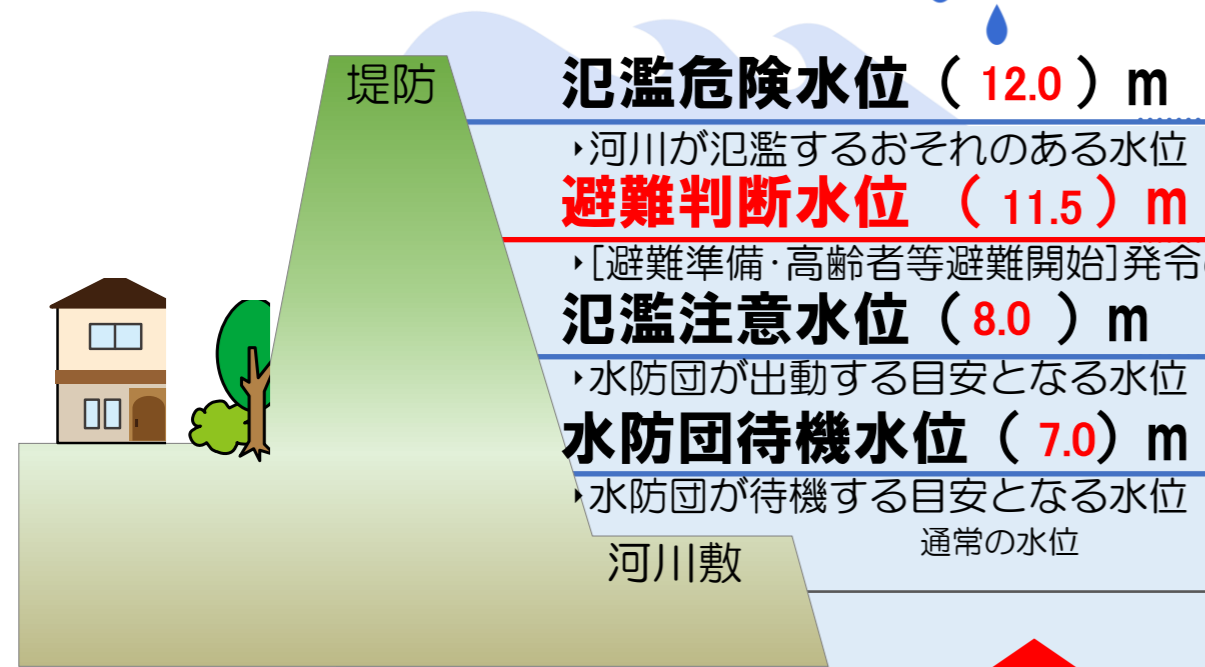 堤防
氾濫危険水位（ 12.0 ）m
‣河川が氾濫するおそれのある水位
避難判断水位 （ 11.5 ）m
‣[避難準備・高齢者等避難開始]発令
氾濫注意水位（ 8.0 ）m
‣水防団が出動する目安となる水位
水防団待機水位（ 7.0）m
‣水防団が待機する目安となる水位
通常の水位
河川敷